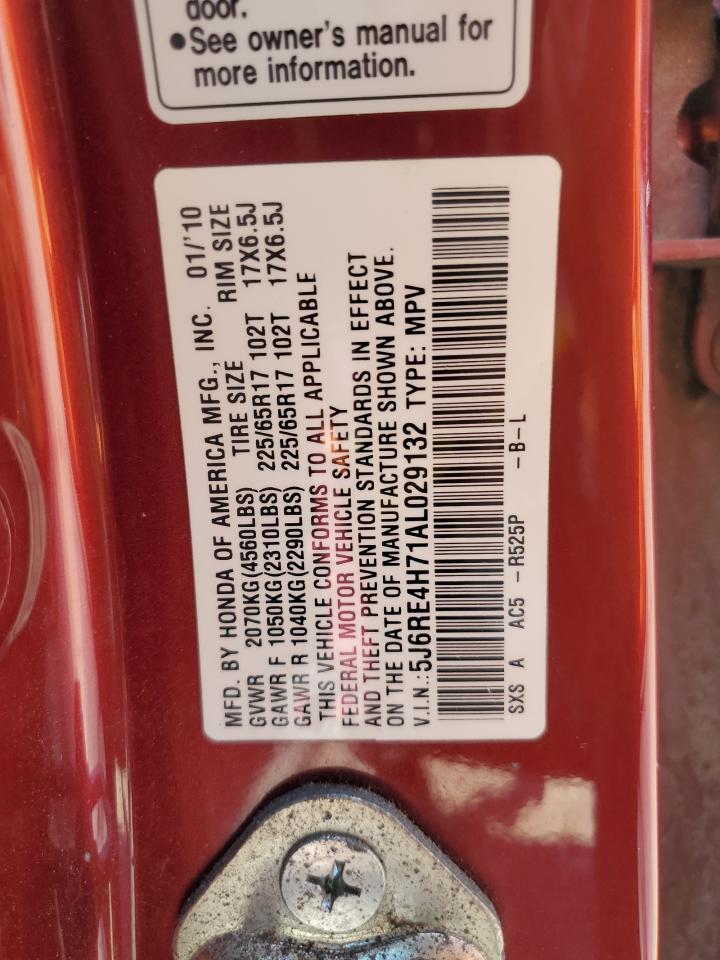 door.
●See owner's manual for
more information.
MFD. BY HONDA OF AMERICA MFG., INC. 01/'10
GVWR 2070KG(4560LBS) TIRE SIZE RIM SIZE
GAWR F 1050KG(2310LBS) 225/65R17 102T 17X6.5J
GAWR R 1040KG(2290LBS) 225/65R17 102T 17X6.5J
THIS VEHICLE CONFORMS TO ALL APPLICABLE
FEDERAL MOTOR VEHICLE SAFETY
AND THEFT PREVENTION STANDARDS IN EFFECT
ON THE DATE OF MANUFACTURE SHOWN ABOVE.
V.I.N.:5J6RE4H71AL029132 TYPE: MPV
SXS A AC5 -R525P -B-L